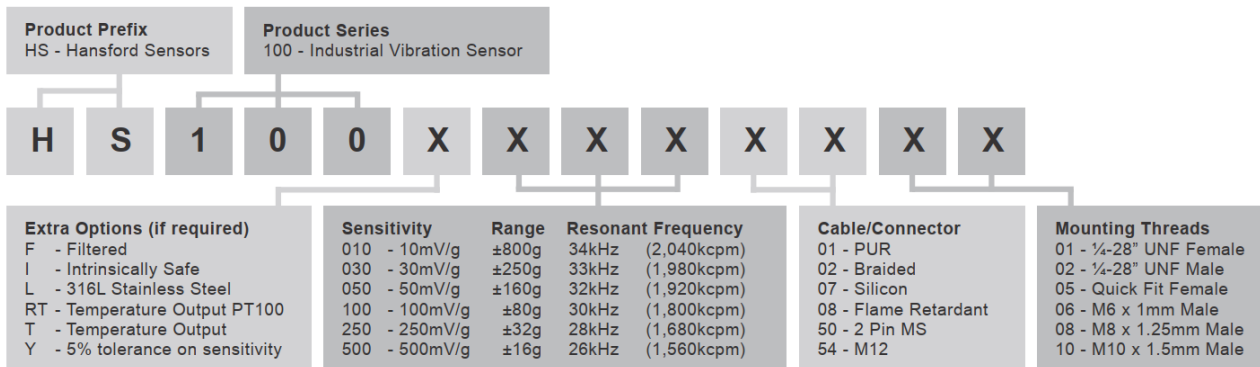 Product Prefix
HS - Hansford Sensors
Product Series
100 - Industrial Vibration Sensor
H S 1 0 0 X X X X X X X X
Extra Options (if required)
F - Filtered
I - Intrinsically Safe
L - 316L Stainless Steel
RT - Temperature Output PT100
T - Temperature Output
Y - 5% tolerance on sensitivity
Sensitivity Range Resonant Frequency
010 - 10mV/g ±800g 34kHz (2,040kcpm)
030 - 30mV/g ±250g 33kHz (1,980kcpm)
050 - 50mV/g ±160g 32kHz (1,920kcpm)
100 - 100mV/g ±80g 30kHz (1,800kcpm)
250 - 250mV/g ±32g 28kHz (1,680kcpm)
500 - 500mV/g ±16g 26kHz (1,560kcpm)
Cable/Connector
01 - PUR
02 - Braided
07 - Silicon
08 - Flame Retardant
50 - 2 Pin MS
54 - M12
Mounting Threads
01 - ¼-28” UNF Female
02 - ¼-28” UNF Male
05 - Quick Fit Female
06 - M6 x 1mm Male
08 - M8 x 1.25mm Male
10 - M10 x 1.5mm Male